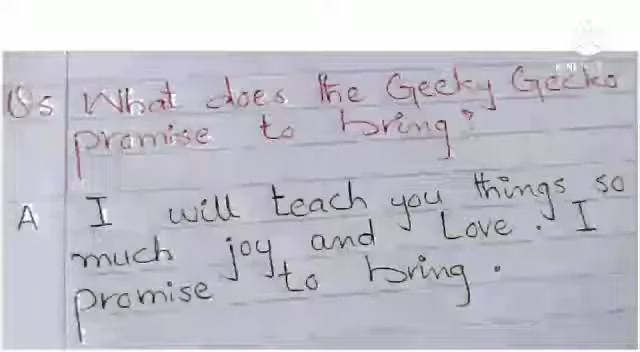 Q5 What does the Geeky Gecko
promise to bring?
A I will teach you things so
much joy and Love. I
promise to bring.